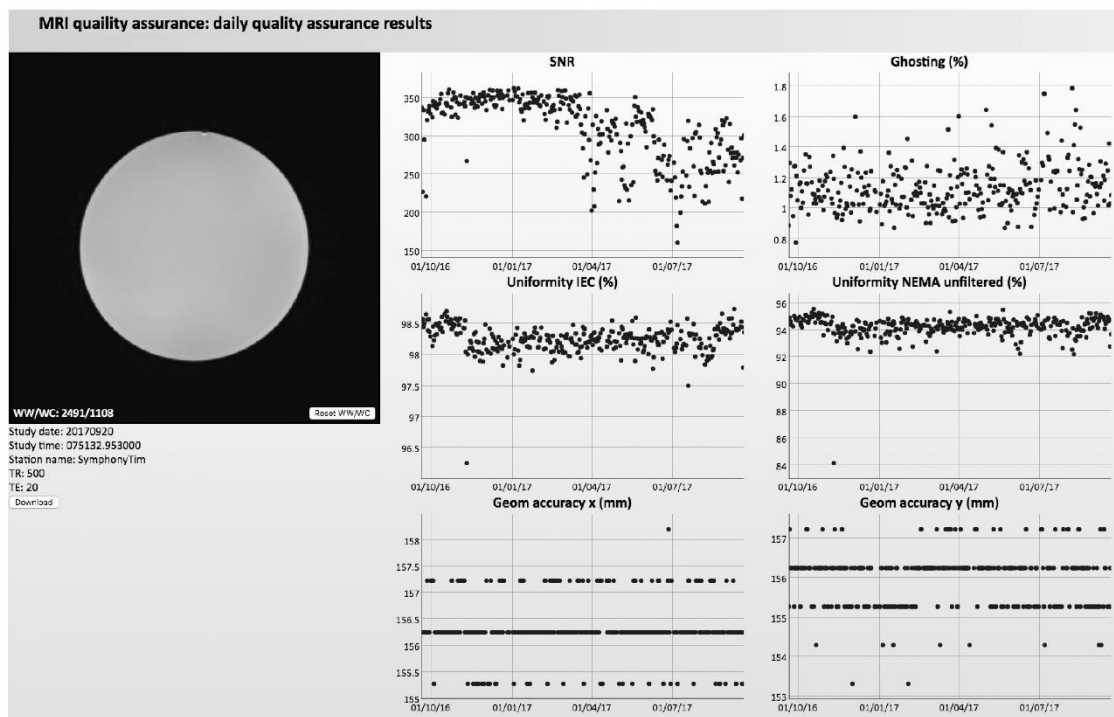 MRI quaility assurance: daily quality assurance results
WW/WC: 2491/1108
Reset WW/WC
Study date: 20170920
Study time: 075132.953000
Station name: SymphonyTim
TR: 500
TE: 20
Download
SNR
350
300
250
200
150
01/10/16 01/01/17 01/04/17 01/07/17
Ghosting (%)
1.8
1.6
1.4
1.2
1
0.8
01/10/16 01/01/17 01/04/17 01/07/17
Uniformity IEC (%)
98.5
98
97.5
97
96.5
01/10/16 01/01/17 01/04/17 01/07/17
Uniformity NEMA unfiltered (%)
96
94
92
90
88
86
84
01/10/16 01/01/17 01/04/17 01/07/17
Geom accuracy x (mm)
158
157.5
157
156.5
156
155.5
155
01/10/16 01/01/17 01/04/17 01/07/17
Geom accuracy y (mm)
157
156
155
154
153
01/10/16 01/01/17 01/04/17 01/07/17